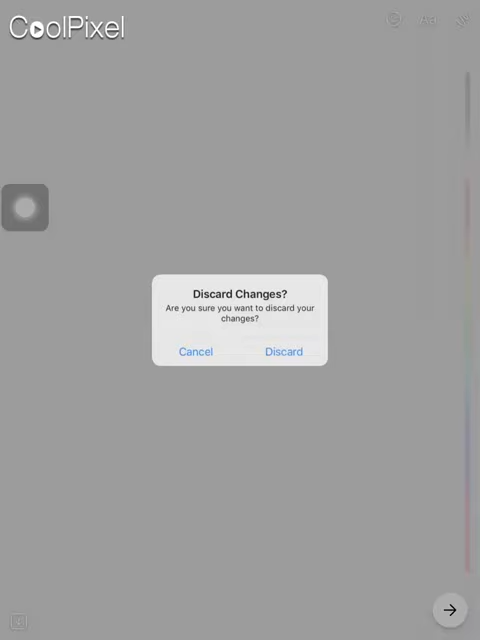 CoolPixel
Aa
Discard Changes?
Are you sure you want to discard your
changes?
Cancel
Discard